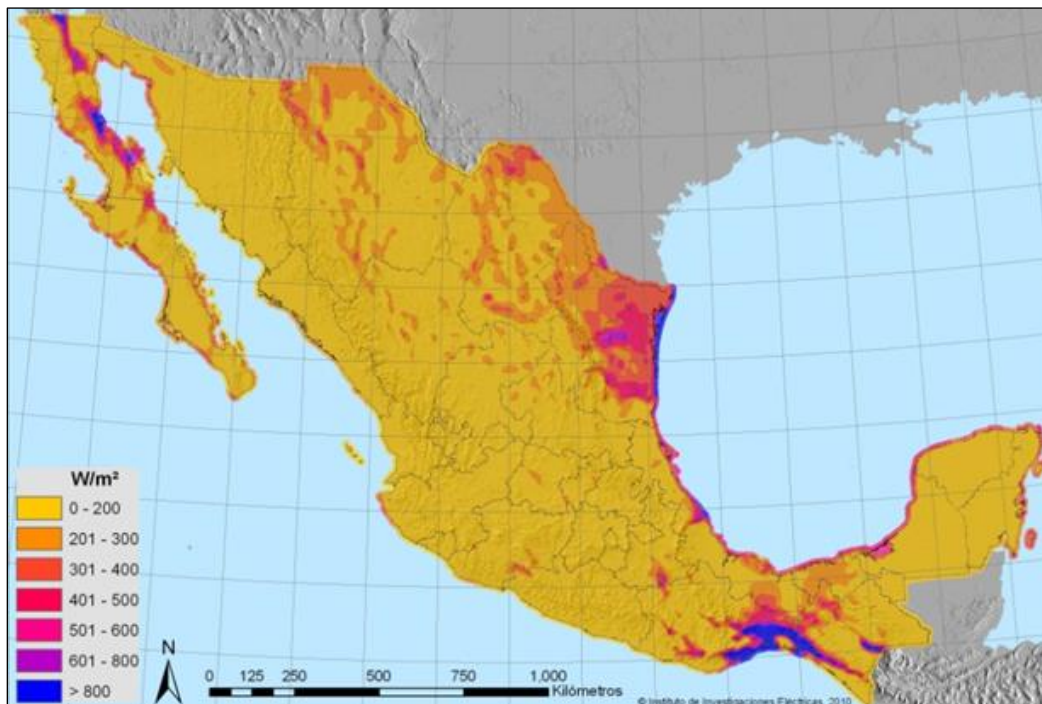 W/m²
0 - 200
201 - 300
301 - 400
401 - 500
501 - 600
601 - 800
> 800
N
0 125 250 500 750 1,000
Kilómetros
© Instituto de Investigaciones Eléctricas, 2010